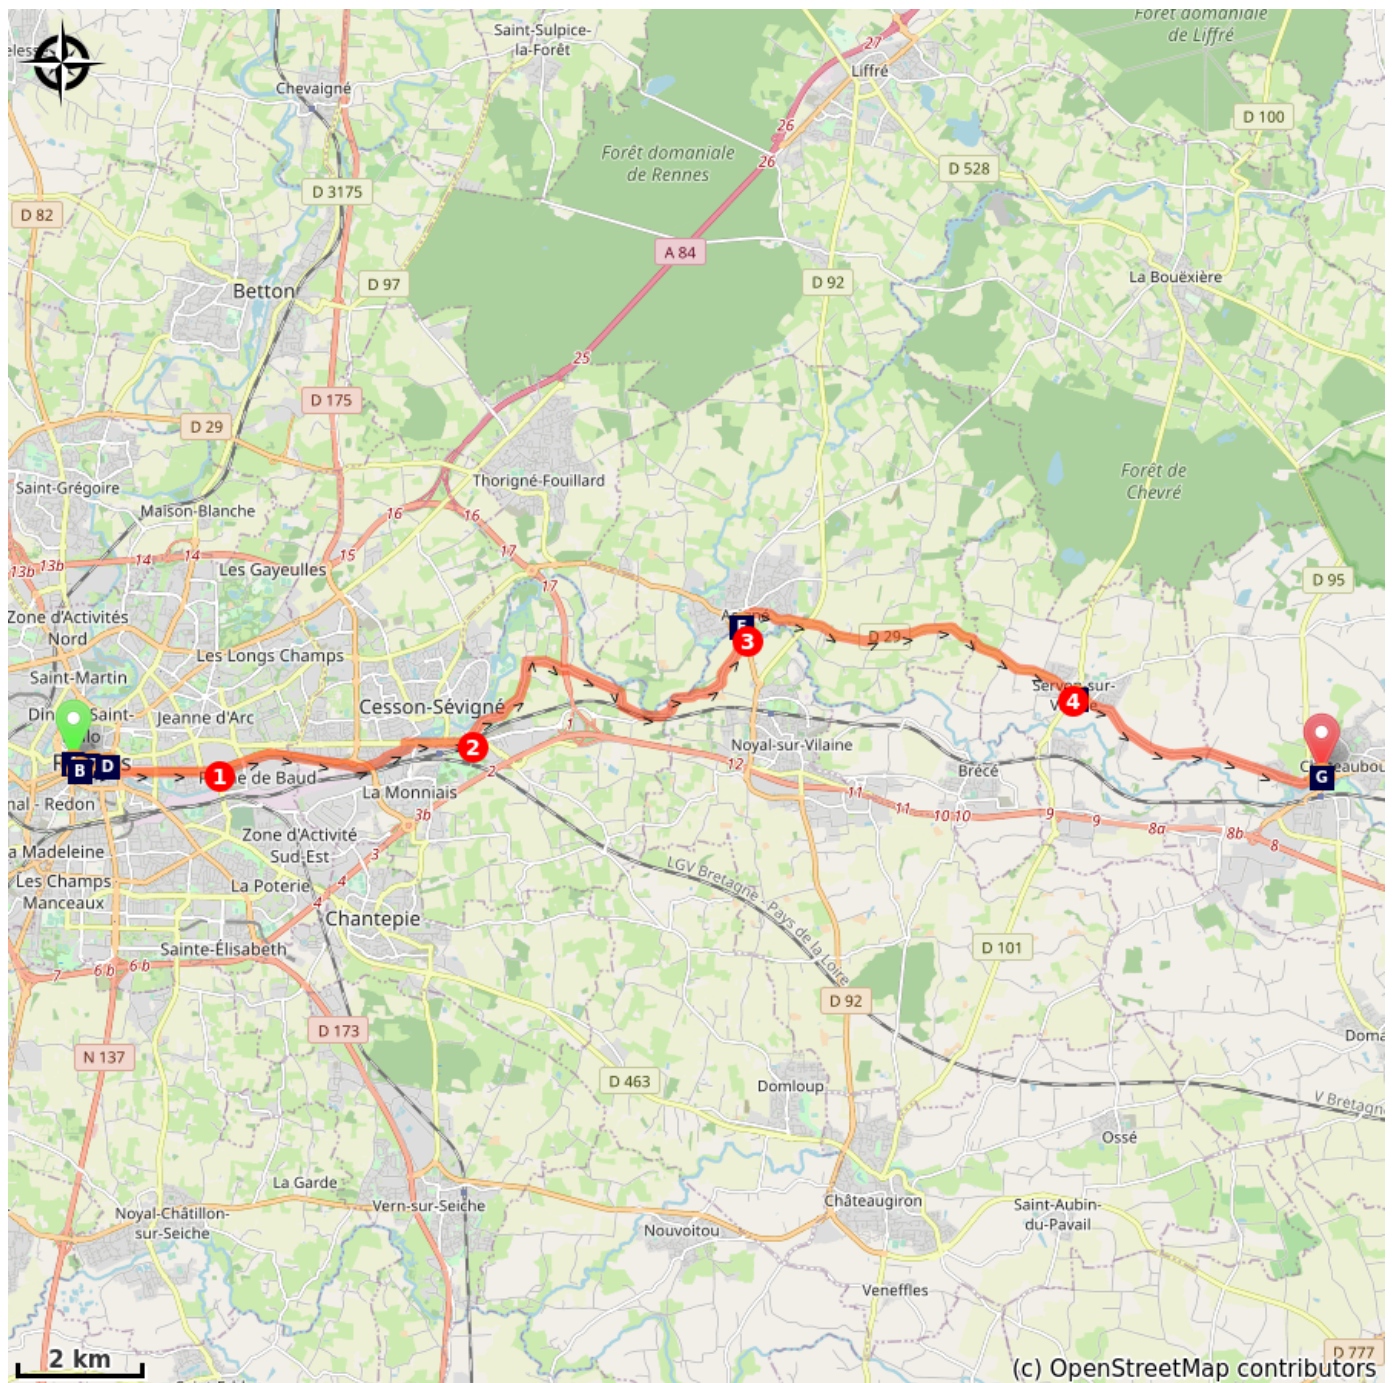 Forêt domaniale
de Liffré
Saint-Sulpice-
la-Forêt
27
Liffré
Chevaigné
D 100
26
Forêt domaniale
de Rennes
26
D 528
D 3175
D 82
A 84
La Bouëxière
D 97
D 92
Betton
25
D 175
D 29
Thorigné-Fouillard
Forêt de
Chevré
Saint-Grégoire
Maison-Blanche
16
16
17
15
14
14
13b
13b
Les Gayeulles
17
D 95
Zone d'Activités
Nord
Les Longs Champs
3
D 29
Saint-Martin
Cesson-Sévigné
Jeanne d'Arc
4
1
2
B
D
1
La Monniais
2
Noyal-sur-Vilaine
12
Brécé
G
11
11
10
10
9
9
8a
8b
8
3b
3
Zone d'Activité
Sud-Est
La Poterie
4
4
Les Champs
Manceaux
Chantepie
LGV Bretagne - Pays de la Loire
Sainte-Élisabeth
D 101
7
6 b
6 b
D 92
D 173
N 137
D 463
Domloup
Ossé
La Garde
Vern-sur-Seiche
Noyal-Châtillon-
sur-Seiche
Nouvoitou
Châteaugiron
Saint-Aubin-
du-Pavail
Veneffles
D 777
2 km
(c) OpenStreetMap contributors